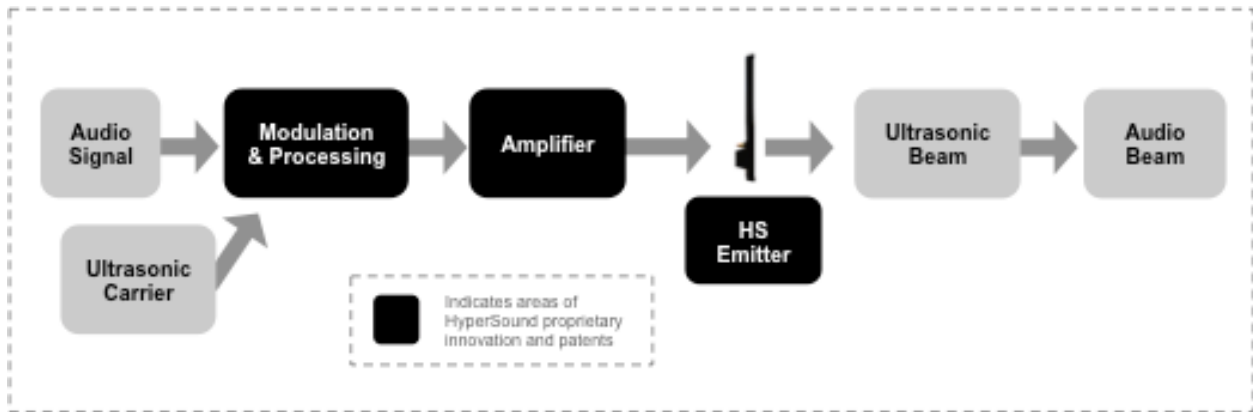 Audio
Signal
Modulation
& Processing
Amplifier
Ultrasonic
Beam
Audio
Beam
HS
Emitter
Ultrasonic
Carrier
Indicates areas of
HyperSound proprietary
innovation and patents